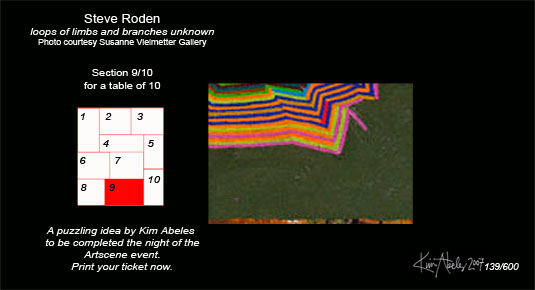 Steve Roden
loops of limbs and branches unknown
Photo courtesy Susanne Vielmetter Gallery
Section 9/10
for a table of 10
1 2 3
4 5
6 7
8 9 10
A puzzling idea by Kim Abeles
to be completed the night of the
Artscene event.
Print your ticket now.
Kim Abeles 2007 139/600